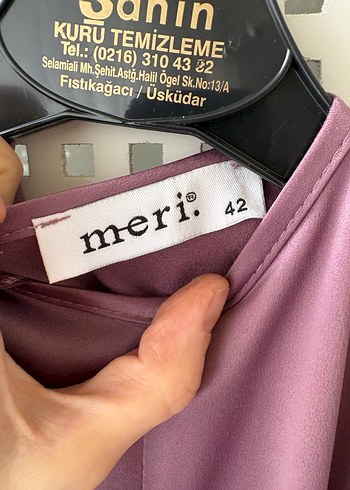 Şahin
KURU TEMİZLEME
Tel.: (0216) 310 43 82
Selamiali Mh.Şehit.Astğ.Halil Ögel Sk.No:13/A
Fıstıkağacı / Üsküdar
meri.®
42